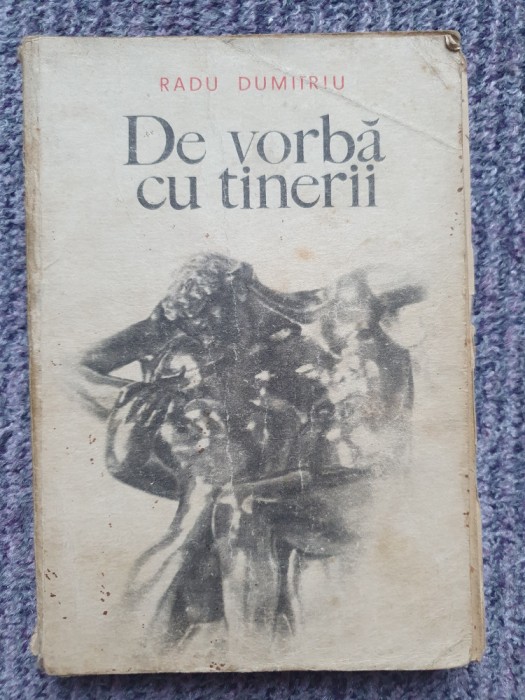 RADU DUMITRIU
De vorbă
cu tinerii